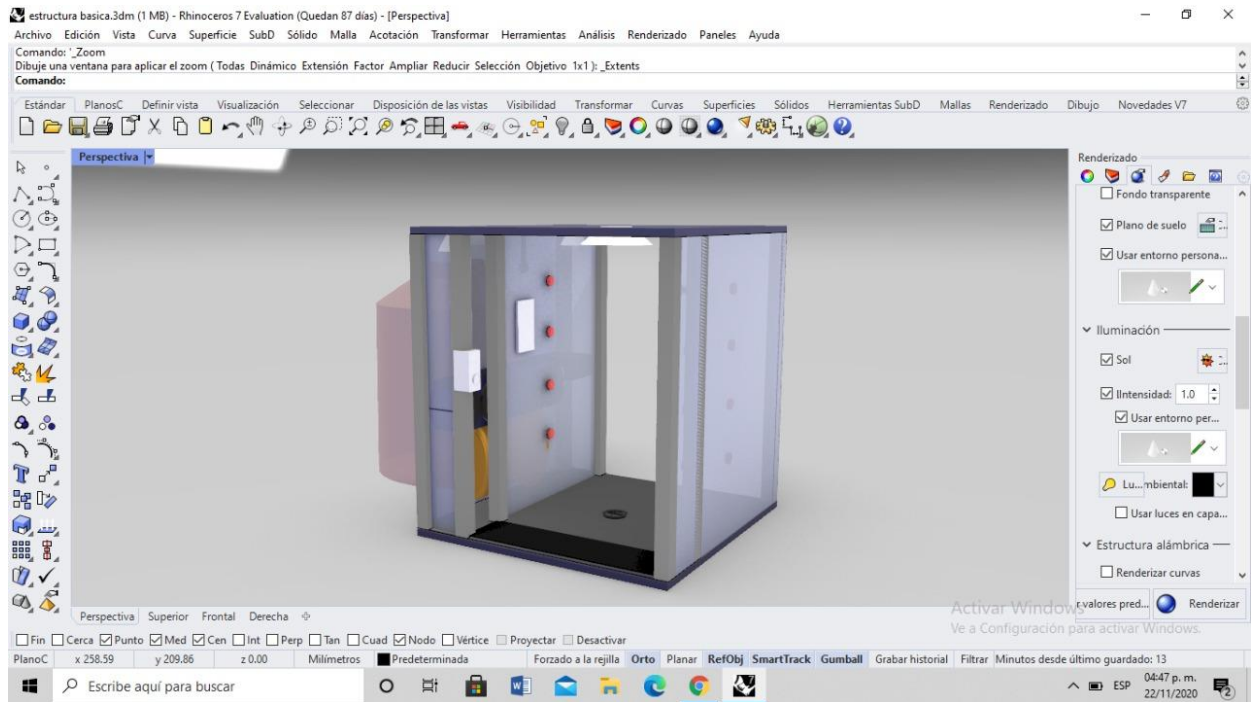 estructura basica.3dm (1 MB) - Rhinoceros 7 Evaluation (Quedan 87 días) - [Perspectiva]
Archivo Edición Vista Curva Superficie SubD Sólido Malla Acotación Transformar Herramientas Análisis Renderizado Paneles Ayuda
Comando: '_Zoom
Dibuje una ventana para aplicar el zoom ( Todas Dinámico Extensión Factor Ampliar Reducir Selección Objetivo 1x1 ): _Extents
Comando:
Estándar PlanosC Definir vista Visualización Seleccionar Disposición de las vistas Visibilidad Transformar Curvas Superficies Sólidos Herramientas SubD Mallas Renderizado Dibujo Novedades V7
Perspectiva
Renderizado
Fondo transparente
Plano de suelo
Usar entorno persona...
Iluminación
Sol
IIntensidad: 1.0
Usar entorno per...
Lu...mbiental:
Usar luces en capa...
Estructura alámbrica
Renderizar curvas
r valores pred... Renderizar
Activar Windows
Ve a Configuración para activar Windows.
Perspectiva Superior Frontal Derecha
Fin Cerca Punto Med Cen Int Perp Tan Cuad Nodo Vértice Proyectar Desactivar
PlanoC x 258.59 y 209.86 z 0.00 Milímetros Predeterminada Forzado a la rejilla Orto Planar RefObj SmartTrack Gumball Grabar historial Filtrar Minutos desde último guardado: 13
Escribe aquí para buscar
ESP
04:47 p. m.
22/11/2020
2